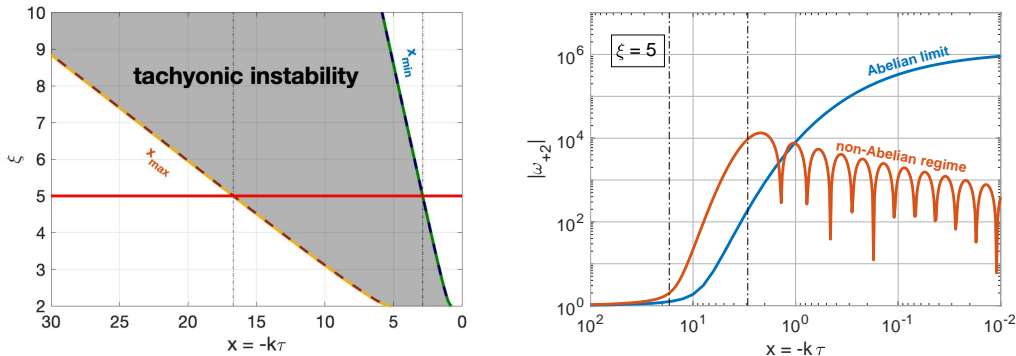 10
9
8
7
6
5
4
3
2
ξ
30
25
20
15
10
5
0
x = -kτ
tachyonic instability
x_min
x_max
10^6
10^4
10^2
10^0
|ω_{+2}|
ξ = 5
Abelian limit
non-Abelian regime
10^2
10^1
10^0
10^-1
10^-2
x = -kτ